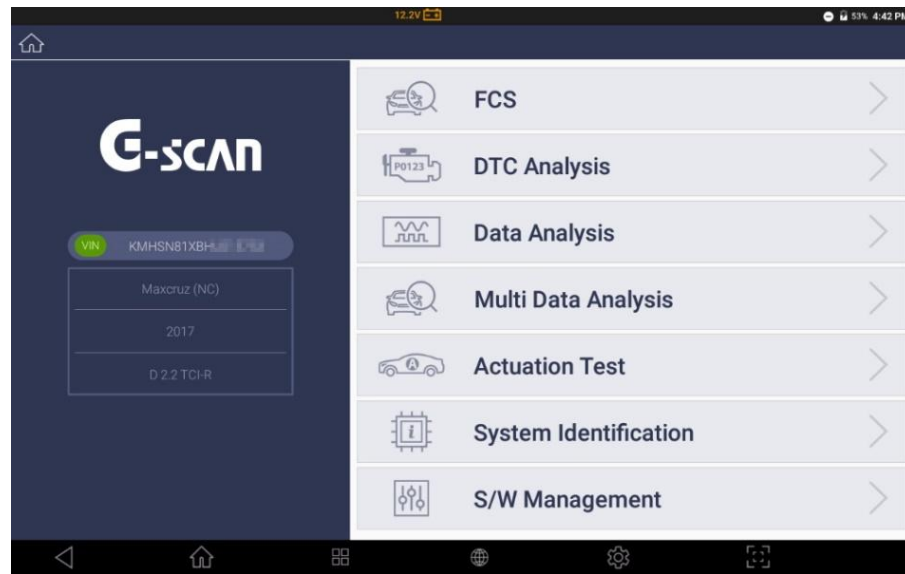 12.2V
53% 4:42 PM
G-SCAN
FCS
P0123
DTC Analysis
VIN KMHSN81XBH
Data Analysis
Maxcruz (NC)
Multi Data Analysis
2017
D 2.2 TCI-R
Actuation Test
i
System Identification
S/W Management